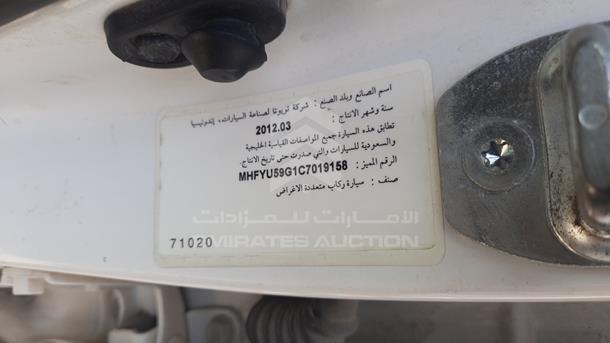 اسم الصانع وبلد الصنع : شركة تويوتا لصناعة السيارات، إندونيسيا
سنة وشهر الانتاج : 2012.03
تطابق هذه السيارة جميع المواصفات القياسية الخليجية
والسعودية للسيارات والتي صدرت حتى تاريخ الانتاج.
الرقم المميز : MHFYU59G1C7019158
صنف : سيارة ركاب متعددة الاغراض
الامارات للمزادات
EMIRATES AUCTION
71020